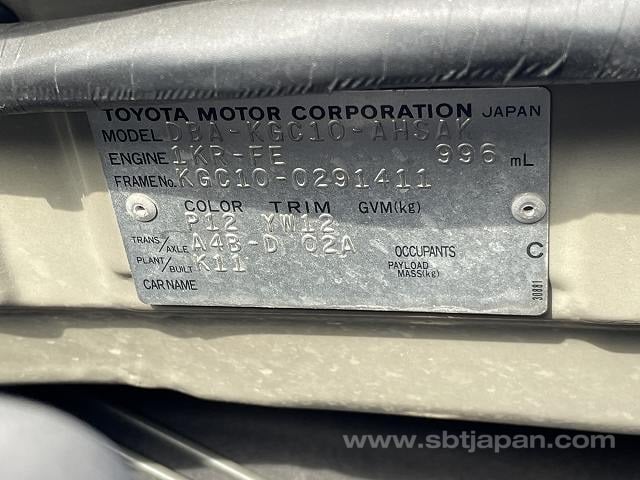 TOYOTA MOTOR CORPORATION JAPAN
MODEL DBA-KGC10-AHSAK
ENGINE 1KR-FE 996 mL
FRAME No. KGC10-0291411
COLOR TRIM GVM(kg)
P12 YW12
TRANS./AXLE A4B-D 02A
OCCUPANTS C
PLANT/BUILT K11
PAYLOAD MASS(kg)
CAR NAME
30881
www.sbtjapan.com